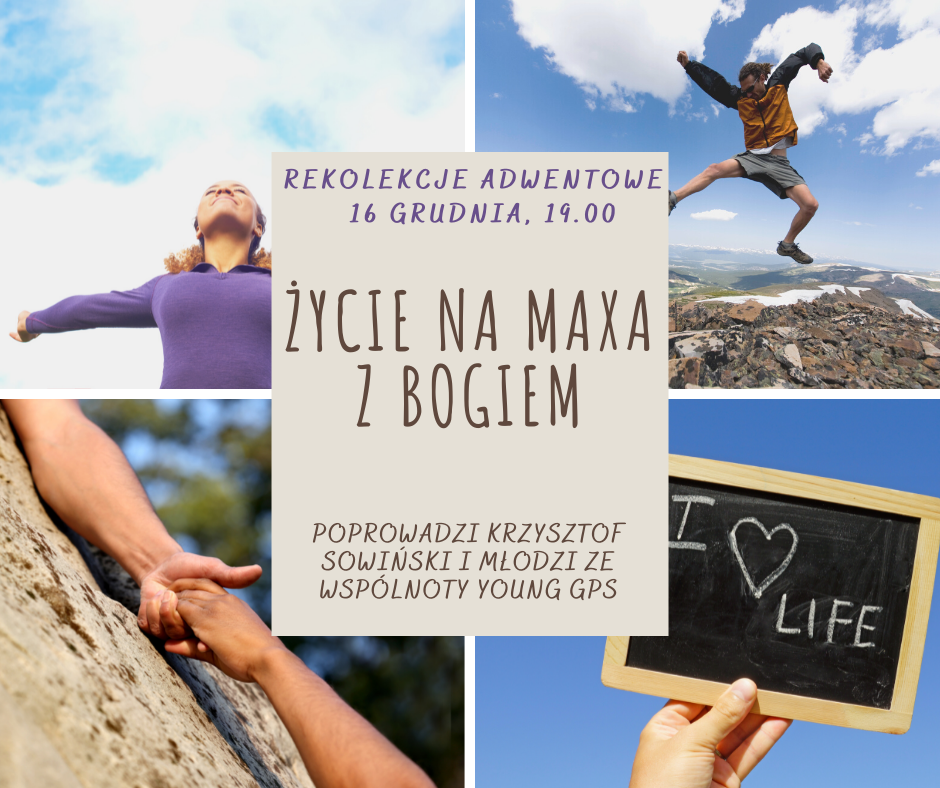 REKOLEKCJE ADWENTOWE
16 GRUDNIA, 19.00
ŻYCIE NA MAXA
Z BOGIEM
POPROWADZI KRZYSZTOF
SOWIŃSKI I MŁODZI ZE
WSPÓLNOTY YOUNG GPS
I
LIFE